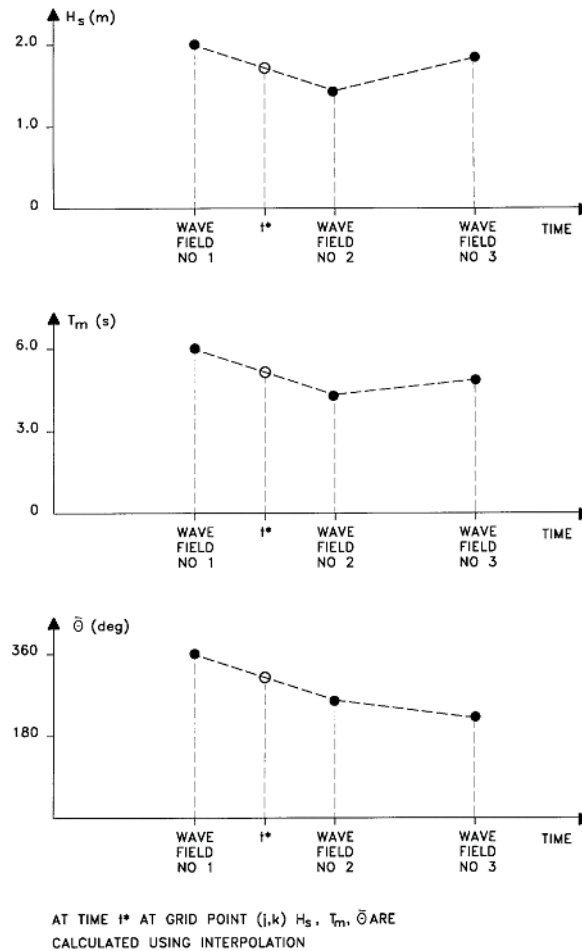 H_s (m)
2.0
1.0
0
WAVE FIELD NO 1
t*
WAVE FIELD NO 2
WAVE FIELD NO 3
TIME
T_m (s)
6.0
3.0
0
WAVE FIELD NO 1
t*
WAVE FIELD NO 2
WAVE FIELD NO 3
TIME
Θ̄ (deg)
360
180
WAVE FIELD NO 1
t*
WAVE FIELD NO 2
WAVE FIELD NO 3
TIME
AT TIME t* AT GRID POINT (j,k) H_s, T_m, Θ̄ ARE
CALCULATED USING INTERPOLATION